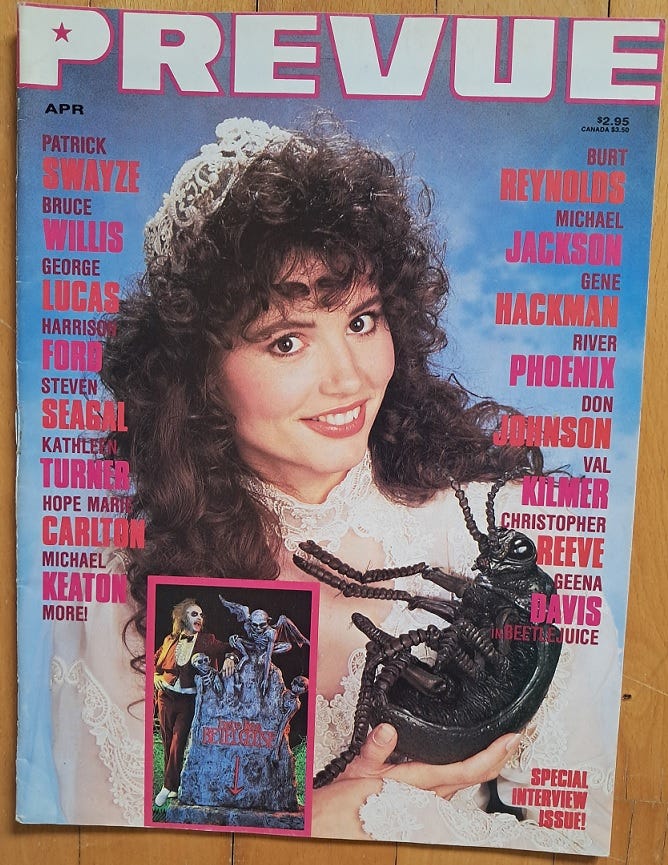 PREVUE
APR
$2.95
CANADA $3.50
PATRICK
SWAYZE
BRUCE
WILLIS
GEORGE
LUCAS
HARRISON
FORD
STEVEN
SEAGAL
KATHLEEN
TURNER
HOPE MARIE
CARLTON
MICHAEL
KEATON
MORE!
BURT
REYNOLDS
MICHAEL
JACKSON
GENE
HACKMAN
RIVER
PHOENIX
DON
JOHNSON
VAL
KILMER
CHRISTOPHER
REEVE
GEENA
DAVIS
IN BEETLEJUICE
BETELGEUSE
SPECIAL
INTERVIEW
ISSUE!